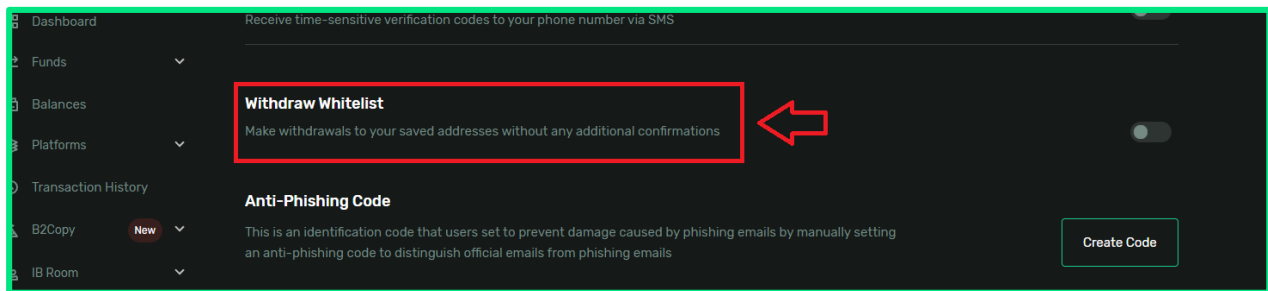 Dashboard
Receive time-sensitive verification codes to your phone number via SMS
Funds
Balances
Withdraw Whitelist
Make withdrawals to your saved addresses without any additional confirmations
Platforms
Transaction History
Anti-Phishing Code
B2Copy New
This is an identification code that users set to prevent damage caused by phishing emails by manually setting
an anti-phishing code to distinguish official emails from phishing emails
Create Code
IB Room